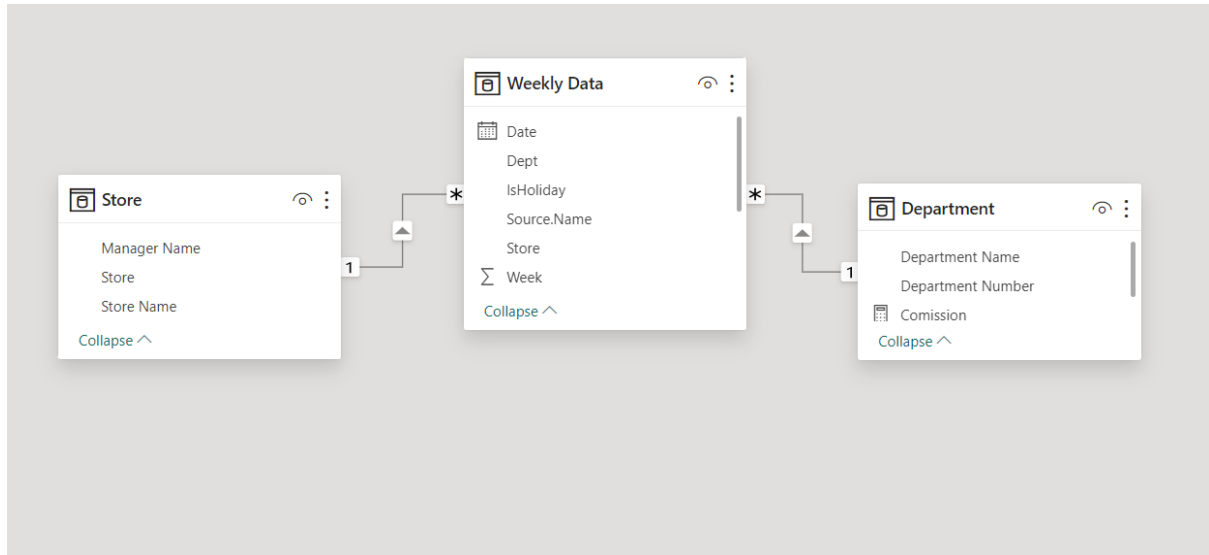 Store
Manager Name
Store
Store Name
Collapse
1
*
Weekly Data
Date
Dept
IsHoliday
Source.Name
Store
Σ Week
Collapse
*
1
Department
Department Name
Department Number
Comission
Collapse